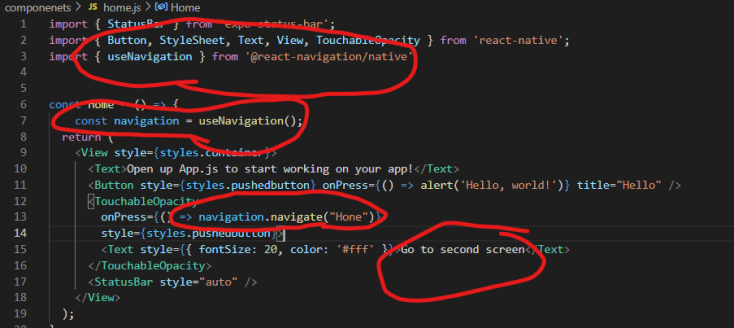 componenets > JS home.js > Home
1 import { StatusBar } from 'expo-status-bar';
2 import { Button, StyleSheet, Text, View, TouchableOpacity } from 'react-native';
3 import { useNavigation } from '@react-navigation/native'
4
5
6 const Home = () => {
7 const navigation = useNavigation();
8 return (
9 <View style={styles.container}>
10 <Text>Open up App.js to start working on your app!</Text>
11 <Button style={styles.pushedbutton} onPress={() => alert('Hello, world!')} title="Hello" />
12 <TouchableOpacity
13 onPress={() => navigation.navigate("Hone")}
14 style={styles.pushedbutton}>
15 <Text style={{ fontSize: 20, color: '#fff' }}>Go to second screen</Text>
16 </TouchableOpacity>
17 <StatusBar style="auto" />
18 </View>
19 );